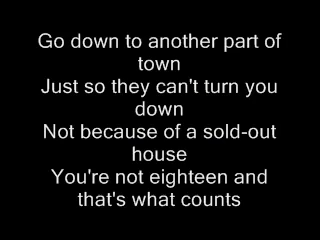 Go down to another part of
town
Just so they can't turn you
down
Not because of a sold-out
house
You're not eighteen and
that's what counts